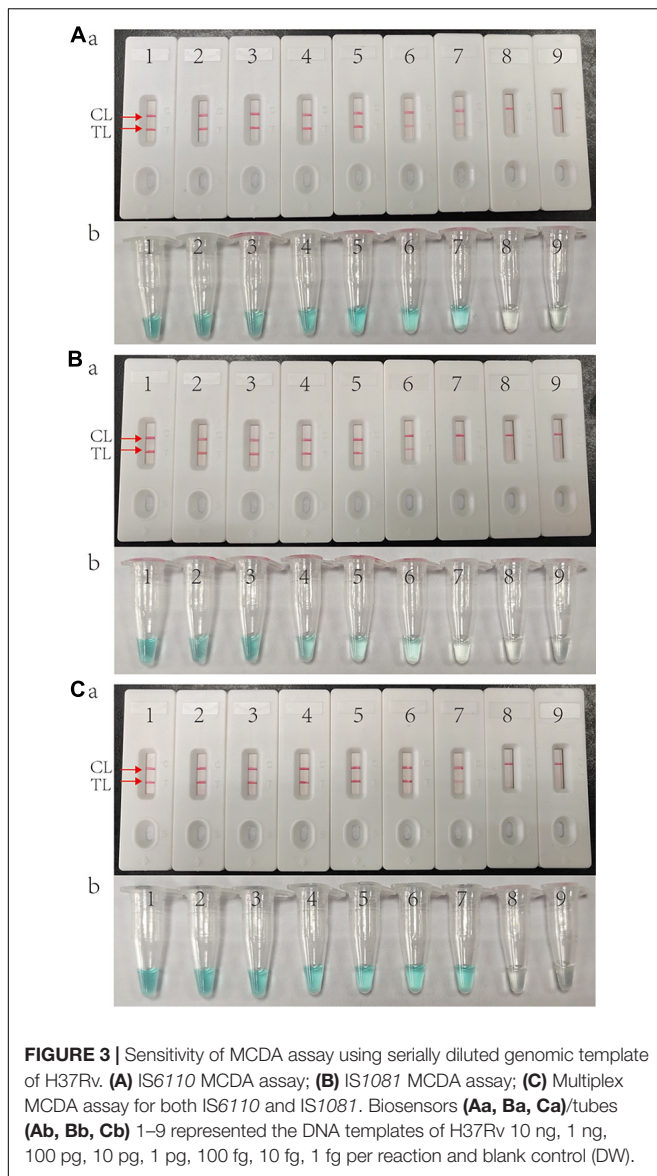 A a
1 2 3 4 5 6 7 8 9
CL
TL
b
1 2 3 4 5 6 7 8 9
B a
1 2 3 4 5 6 7 8 9
CL
TL
b
1 2 3 4 5 6 7 8 9
C a
1 2 3 4 5 6 7 8 9
CL
TL
b
1 2 3 4 5 6 7 8 9
FIGURE 3 | Sensitivity of MCDA assay using serially diluted genomic template
of H37Rv. (A) IS6110 MCDA assay; (B) IS1081 MCDA assay; (C) Multiplex
MCDA assay for both IS6110 and IS1081. Biosensors (Aa, Ba, Ca)/tubes
(Ab, Bb, Cb) 1–9 represented the DNA templates of H37Rv 10 ng, 1 ng,
100 pg, 10 pg, 1 pg, 100 fg, 10 fg, 1 fg per reaction and blank control (DW).